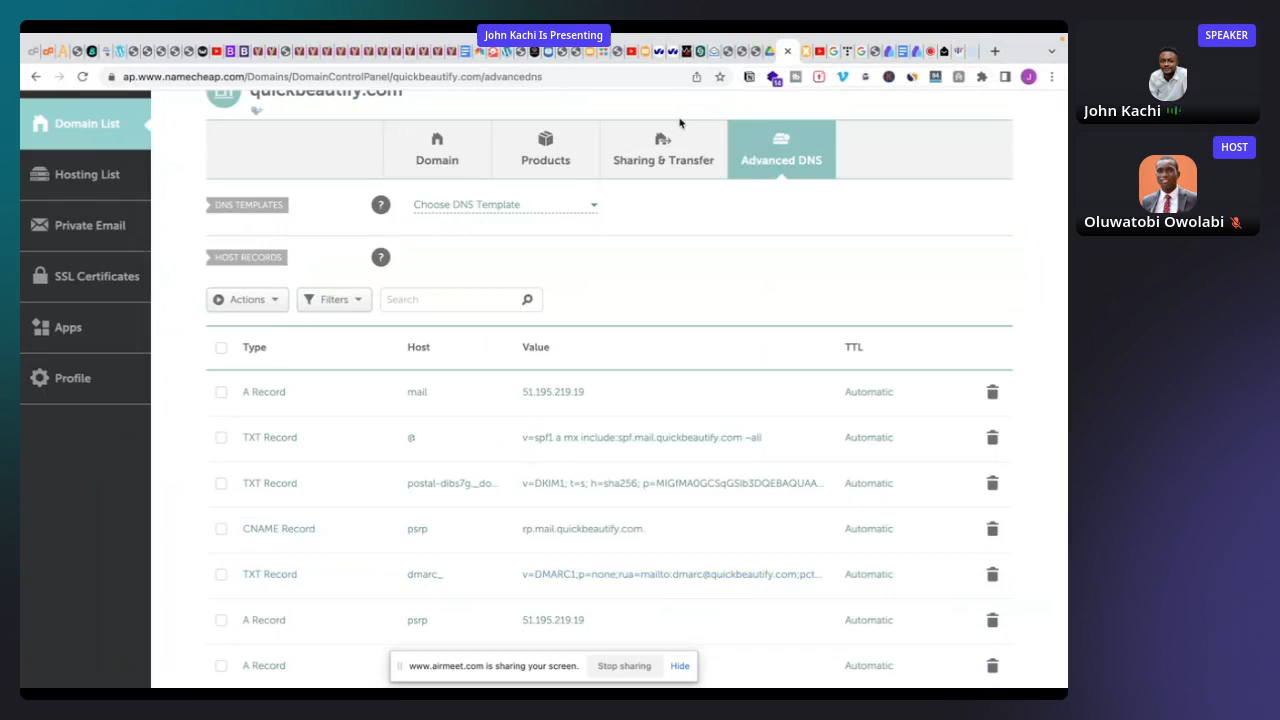 John Kachi Is Presenting
ap.www.namecheap.com/Domains/DomainControlPanel/quickbeautify.com/advancedns
quickbeautify.com
Domain List
Hosting List
Private Email
SSL Certificates
Apps
Profile
Domain
Products
Sharing & Transfer
Advanced DNS
DNS TEMPLATES
?
Choose DNS Template
HOST RECORDS
?
Actions
Filters
Search
Type Host Value TTL
A Record mail 51.195.219.19 Automatic
TXT Record @ v=spf1 a mx include:spf.mail.quickbeautify.com ~all Automatic
TXT Record postal-dibs7g._do... v=DKIM1; t=s; h=sha256; p=MIGfMA0GCSqGSIb3DQEBAQUAA... Automatic
CNAME Record psrp rp.mail.quickbeautify.com. Automatic
TXT Record dmarc_ v=DMARC1;p=none;rua=mailto:dmarc@quickbeautify.com;pct... Automatic
A Record psrp 51.195.219.19 Automatic
A Record Automatic
www.airmeet.com is sharing your screen. Stop sharing Hide
SPEAKER
John Kachi
HOST
Oluwatobi Owolabi